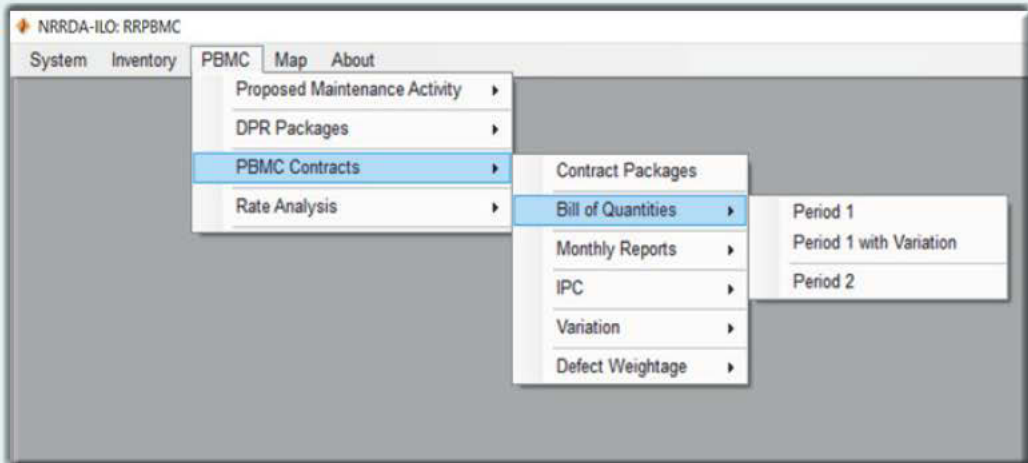 NRRDA-ILO: RRPBMC
System Inventory PBMC Map About
Proposed Maintenance Activity
DPR Packages
PBMC Contracts
Rate Analysis
Contract Packages
Bill of Quantities
Monthly Reports
IPC
Variation
Defect Weightage
Period 1
Period 1 with Variation
Period 2